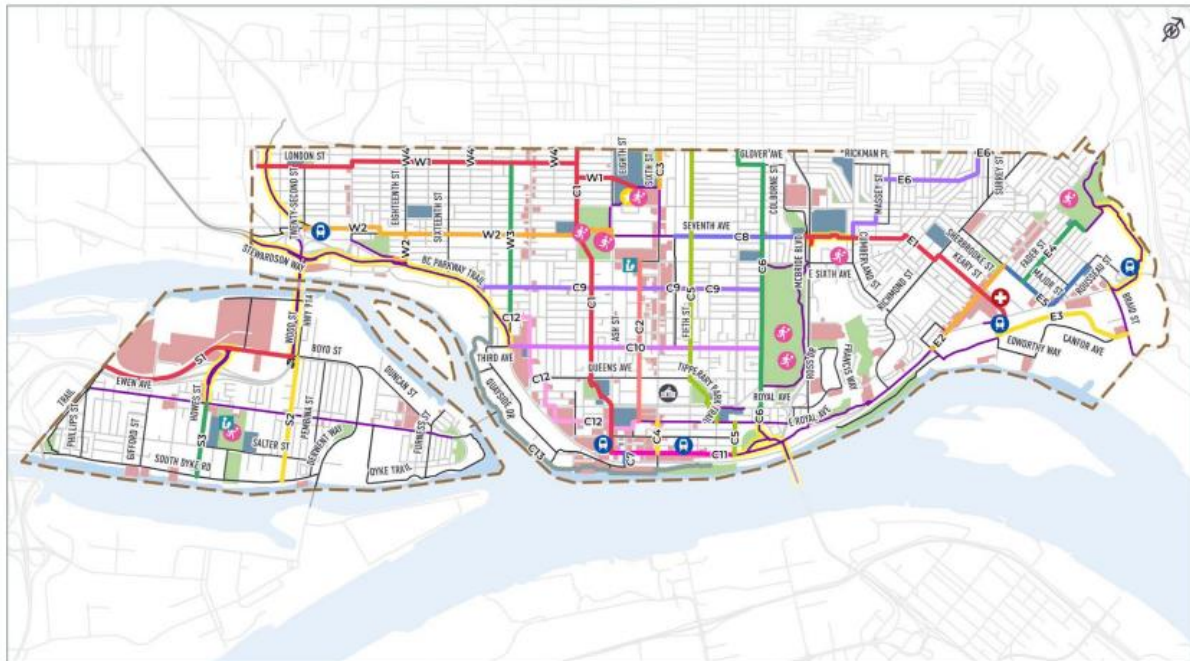 N
LONDON ST
W1
W4
W4
W4
EIGHTH ST
SIXTH ST
C3
GLOVER AVE
RICKMAN PL
E6
W1
C1
COLBORNE ST
MASSEY ST
E6
SURREY ST
TWENTY-SECOND ST
EIGHTEENTH ST
SIXTEENTH ST
W2
W2
W2
W3
SEVENTH AVE
C8
MCBRIDE BLVD
CUMBERLAND ST
E1
SHERBROOKE ST
KEARY ST
FADER ST
E4
MAJOR ST
E5
ROUSSEAU ST
STEWARDSON WAY
BC PARKWAY TRAIL
C6
E SIXTH AVE
RICHMOND ST
BRAID ST
C9
C9
C9
C5
C1
C12
ASH ST
C2
FIFTH ST
E3
E2
EDWORTHY WAY
CANFOR AVE
WOOD ST
HWY 91A
THIRD AVE
C10
S1
BOYD ST
ROSS DR
FRANCIS WAY
EWEN AVE
QUEENS AVE
TIPPERARY PARK TRAIL
ROYAL AVE
E ROYAL AVE
TRAIL
PHILLIPS ST
GIFFORD ST
HOWES ST
S3
S2
PEMBINA ST
DERWENT WAY
DUNCAN ST
FURNESS ST
QUAYSIDE DR
C12
C12
C6
C4
C5
SALTER ST
SOUTH DYKE RD
DYKE TRAIL
C13
C7
C11